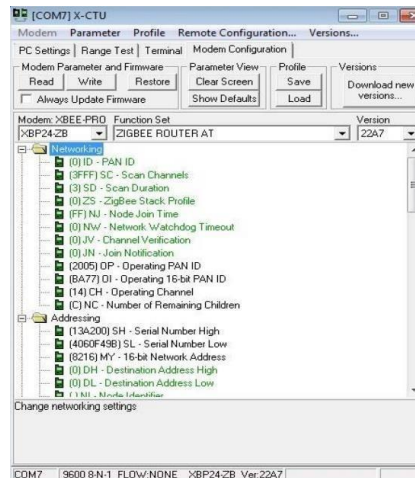 [COM7] X-CTU
Modem Parameter Profile Remote Configuration... Versions...
PC Settings Range Test Terminal Modem Configuration
Modem Parameter and Firmware Parameter View Profile Versions
Read Write Restore Clear Screen Save Download new versions...
Always Update Firmware Show Defaults Load
Modem: XBEE-PRO Function Set Version
XBP24-ZB ZIGBEE ROUTER AT 22A7
Networking
(0) ID - PAN ID
(3FFF) SC - Scan Channels
(3) SD - Scan Duration
(0) ZS - ZigBee Stack Profile
(FF) NJ - Node Join Time
(0) NW - Network Watchdog Timeout
(0) JV - Channel Verification
(0) JN - Join Notification
(2005) OP - Operating PAN ID
(BA77) OI - Operating 16-bit PAN ID
(14) CH - Operating Channel
(C) NC - Number of Remaining Children
Addressing
(13A200) SH - Serial Number High
(4060F49B) SL - Serial Number Low
(8216) MY - 16-bit Network Address
(0) DH - Destination Address High
(0) DL - Destination Address Low
( ) NI - Node Identifier
Change networking settings
COM7 9600 8-N-1 FLOW:NONE XBP24-ZB Ver:22A7